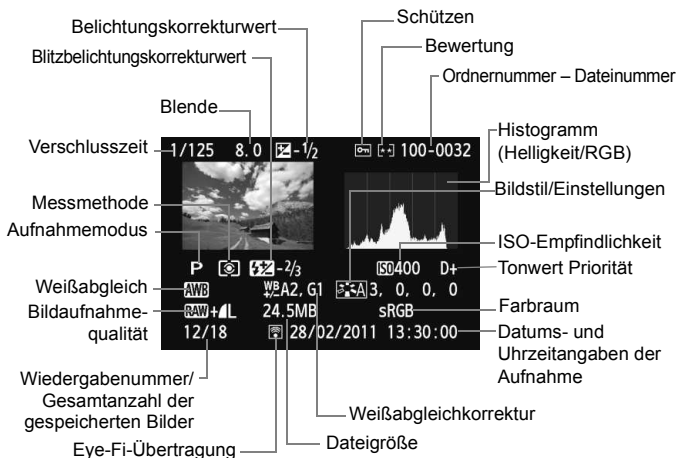 Belichtungskorrekturwert
Blitzbelichtungskorrekturwert
Blende
Verschlusszeit
Messmethode
Aufnahmemodus
Weißabgleich
Bildaufnahme-
qualität
Wiedergabenummer/
Gesamtanzahl der
gespeicherten Bilder
Eye-Fi-Übertragung
Schützen
Bewertung
Ordnernummer – Dateinummer
Histogramm
(Helligkeit/RGB)
Bildstil/Einstellungen
ISO-Empfindlichkeit
Tonwert Priorität
Farbraum
Datums- und
Uhrzeitangaben der
Aufnahme
Weißabgleichkorrektur
Dateigröße
1/125 8.0 -1/2 100-0032
P -2/3 ISO 400 D+
AWB WB+/- A2, G1 A 3, 0, 0, 0
RAW+L 24.5MB sRGB
12/18 28/02/2011 13:30:00